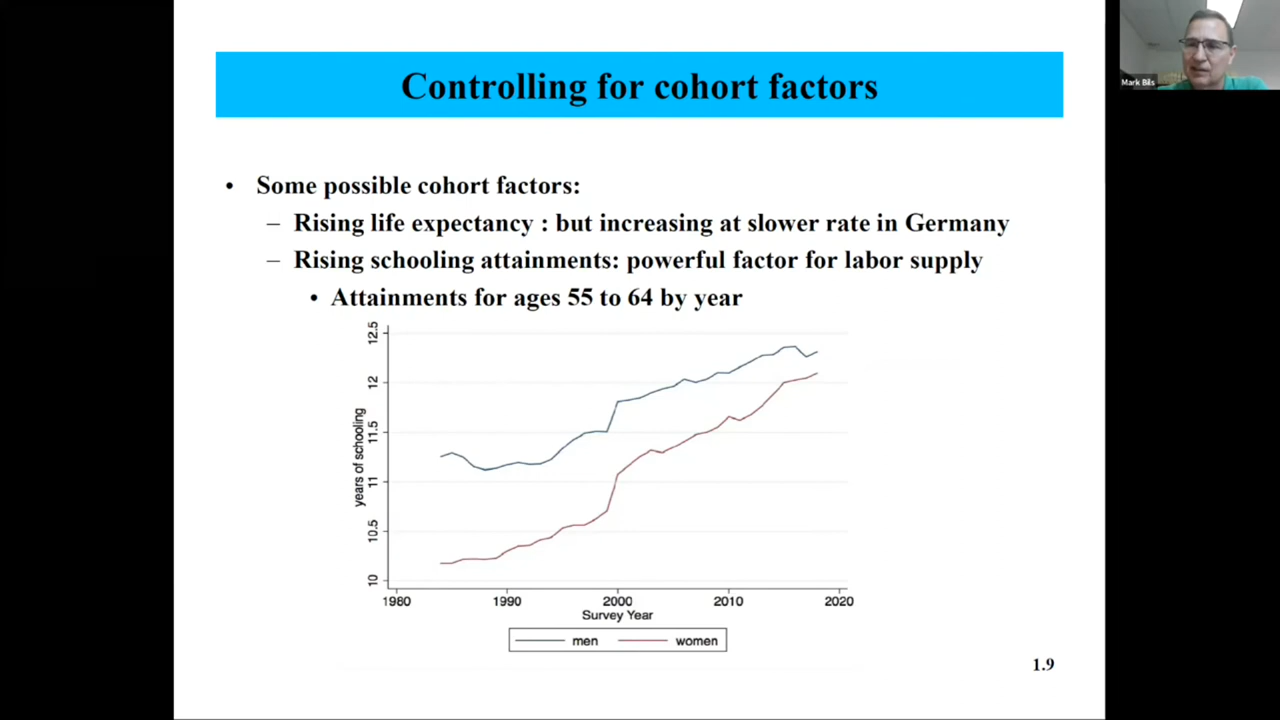 Controlling for cohort factors
Mark Bils
• Some possible cohort factors:
– Rising life expectancy : but increasing at slower rate in Germany
– Rising schooling attainments: powerful factor for labor supply
• Attainments for ages 55 to 64 by year
12.5
12
11.5
11
10.5
10
years of schooling
1980 1990 2000 2010 2020
Survey Year
men women
1.9